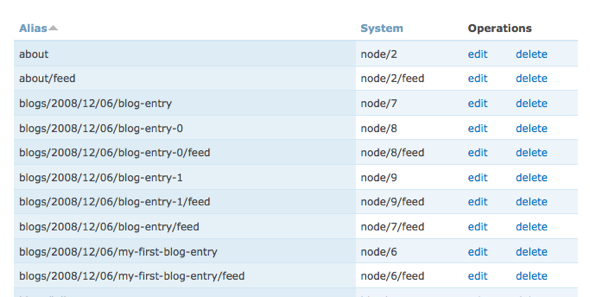 Alias System Operations
about node/2 edit delete
about/feed node/2/feed edit delete
blogs/2008/12/06/blog-entry node/7 edit delete
blogs/2008/12/06/blog-entry-0 node/8 edit delete
blogs/2008/12/06/blog-entry-0/feed node/8/feed edit delete
blogs/2008/12/06/blog-entry-1 node/9 edit delete
blogs/2008/12/06/blog-entry-1/feed node/9/feed edit delete
blogs/2008/12/06/blog-entry/feed node/7/feed edit delete
blogs/2008/12/06/my-first-blog-entry node/6 edit delete
blogs/2008/12/06/my-first-blog-entry/feed node/6/feed edit delete